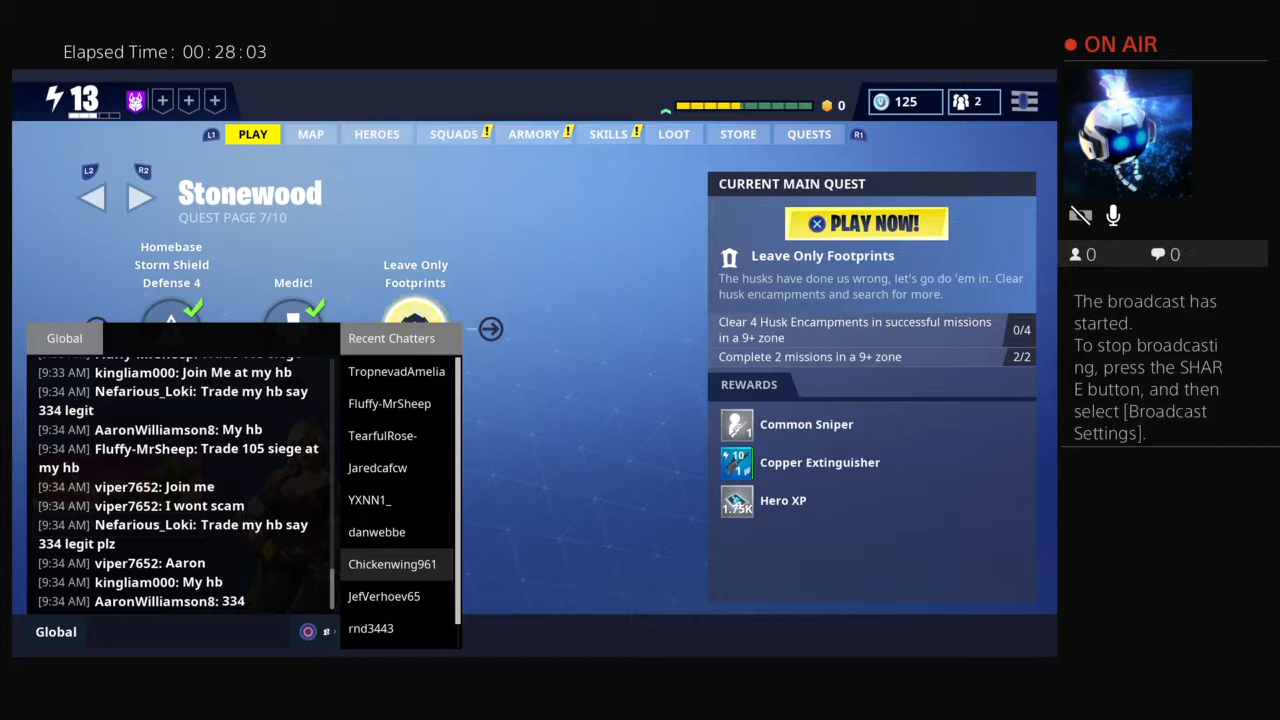 Elapsed Time: 00:28:03
ON AIR
13
0
125
2
L1
PLAY
MAP
HEROES
SQUADS!
ARMORY!
SKILLS!
LOOT
STORE
QUESTS
R1
L2
R2
Stonewood
QUEST PAGE 7/10
Homebase
Storm Shield
Defense 4
Medic!
Leave Only
Footprints
CURRENT MAIN QUEST
PLAY NOW!
Leave Only Footprints
The husks have done us wrong, let's go do 'em in. Clear
husk encampments and search for more.
Clear 4 Husk Encampments in successful missions
in a 9+ zone
0/4
Complete 2 missions in a 9+ zone
2/2
REWARDS
1
Common Sniper
10
1
Copper Extinguisher
1.75K
Hero XP
Global
[9:33 AM] kingliam000: Join Me at my hb
[9:34 AM] Nefarious_Loki: Trade my hb say
334 legit
[9:34 AM] AaronWilliamson8: My hb
[9:34 AM] Fluffy-MrSheep: Trade 105 siege at
my hb
[9:34 AM] viper7652: Join me
[9:34 AM] viper7652: I wont scam
[9:34 AM] Nefarious_Loki: Trade my hb say
334 legit plz
[9:34 AM] viper7652: Aaron
[9:34 AM] kingliam000: My hb
[9:34 AM] AaronWilliamson8: 334
Global
Recent Chatters
TropnevadAmelia
Fluffy-MrSheep
TearfulRose-
Jaredcafcw
YXNN1_
danwebbe
Chickenwing961
JefVerhoev65
rnd3443
0
0
The broadcast has
started.
To stop broadcasti
ng, press the SHAR
E button, and then
select [Broadcast
Settings].